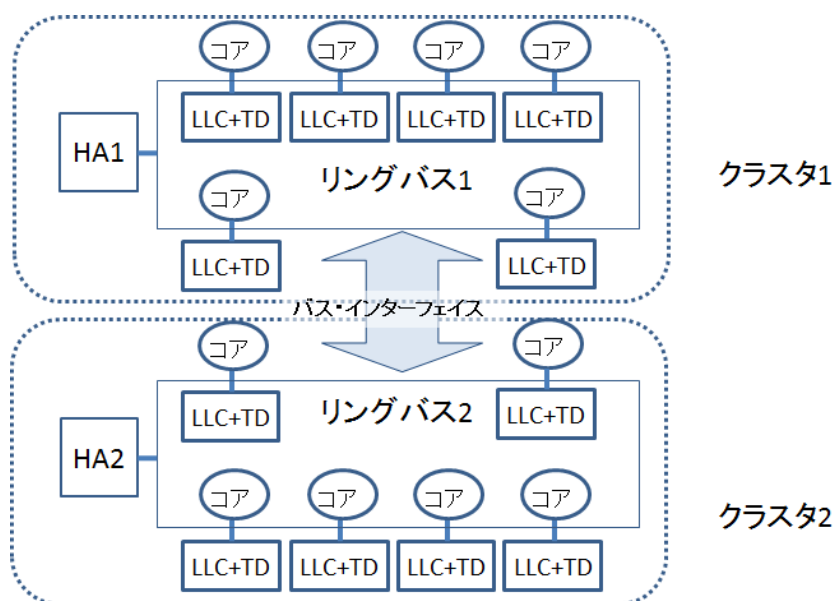 コア コア コア コア
LLC+TD LLC+TD LLC+TD LLC+TD
HA1
リングバス1
クラスタ1
コア コア
LLC+TD LLC+TD
バス・インターフェイス
コア コア
LLC+TD LLC+TD
リングバス2
HA2
コア コア コア コア
クラスタ2
LLC+TD LLC+TD LLC+TD LLC+TD